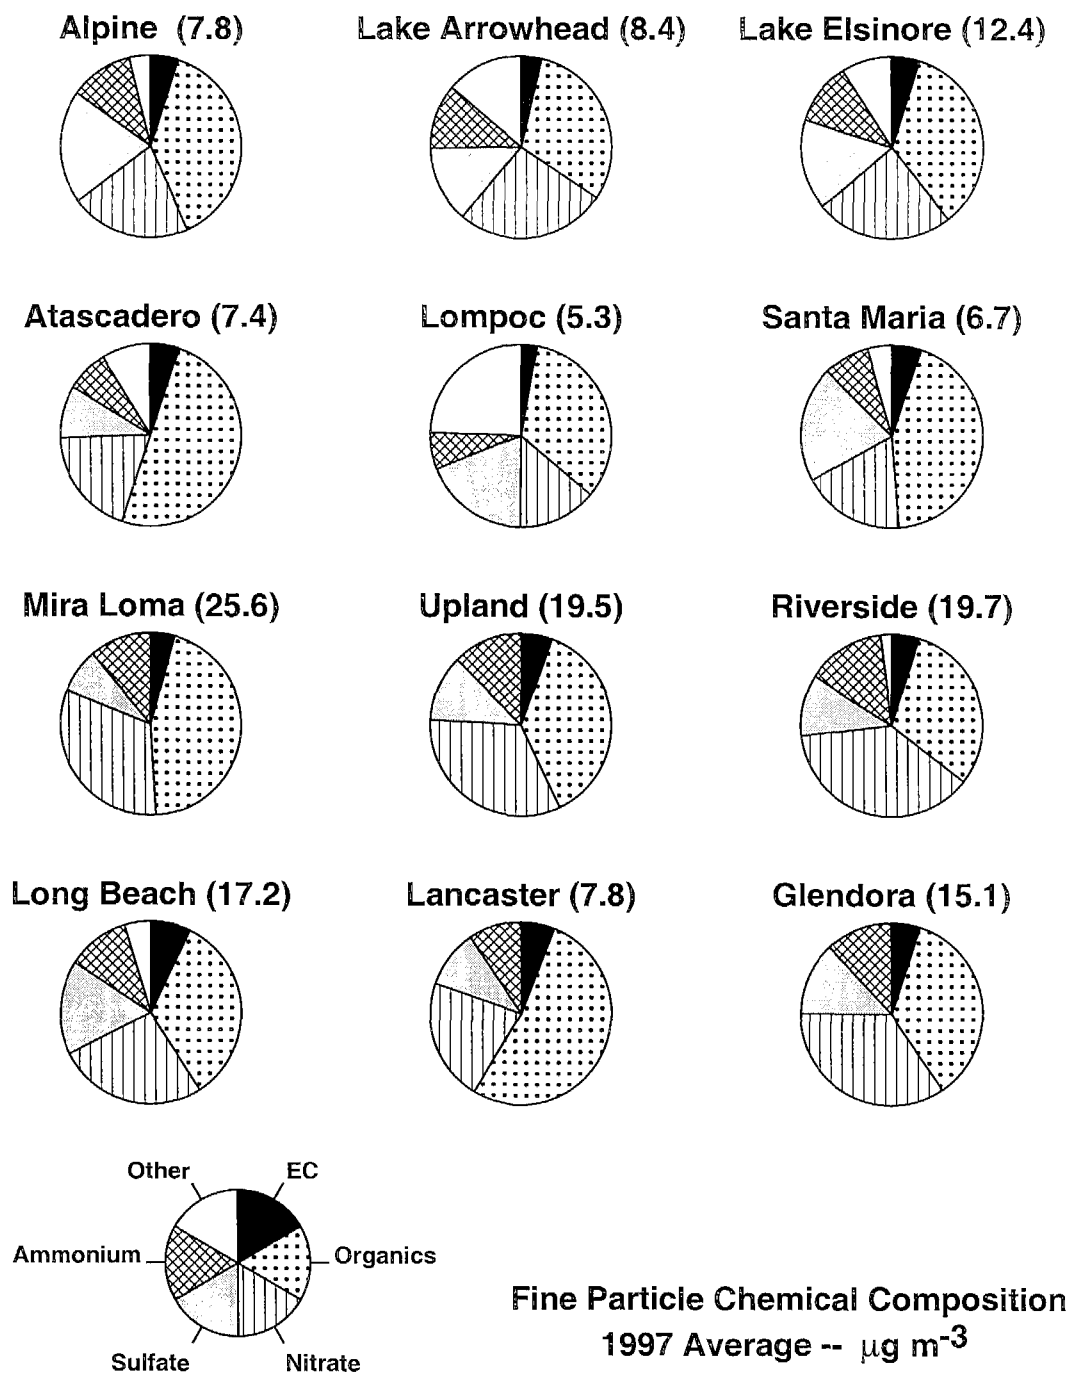 Alpine (7.8)
Lake Arrowhead (8.4)
Lake Elsinore (12.4)
Atascadero (7.4)
Lompoc (5.3)
Santa Maria (6.7)
Mira Loma (25.6)
Upland (19.5)
Riverside (19.7)
Long Beach (17.2)
Lancaster (7.8)
Glendora (15.1)
Other
EC
Ammonium
Organics
Sulfate
Nitrate
Fine Particle Chemical Composition
1997 Average -- μg m-3